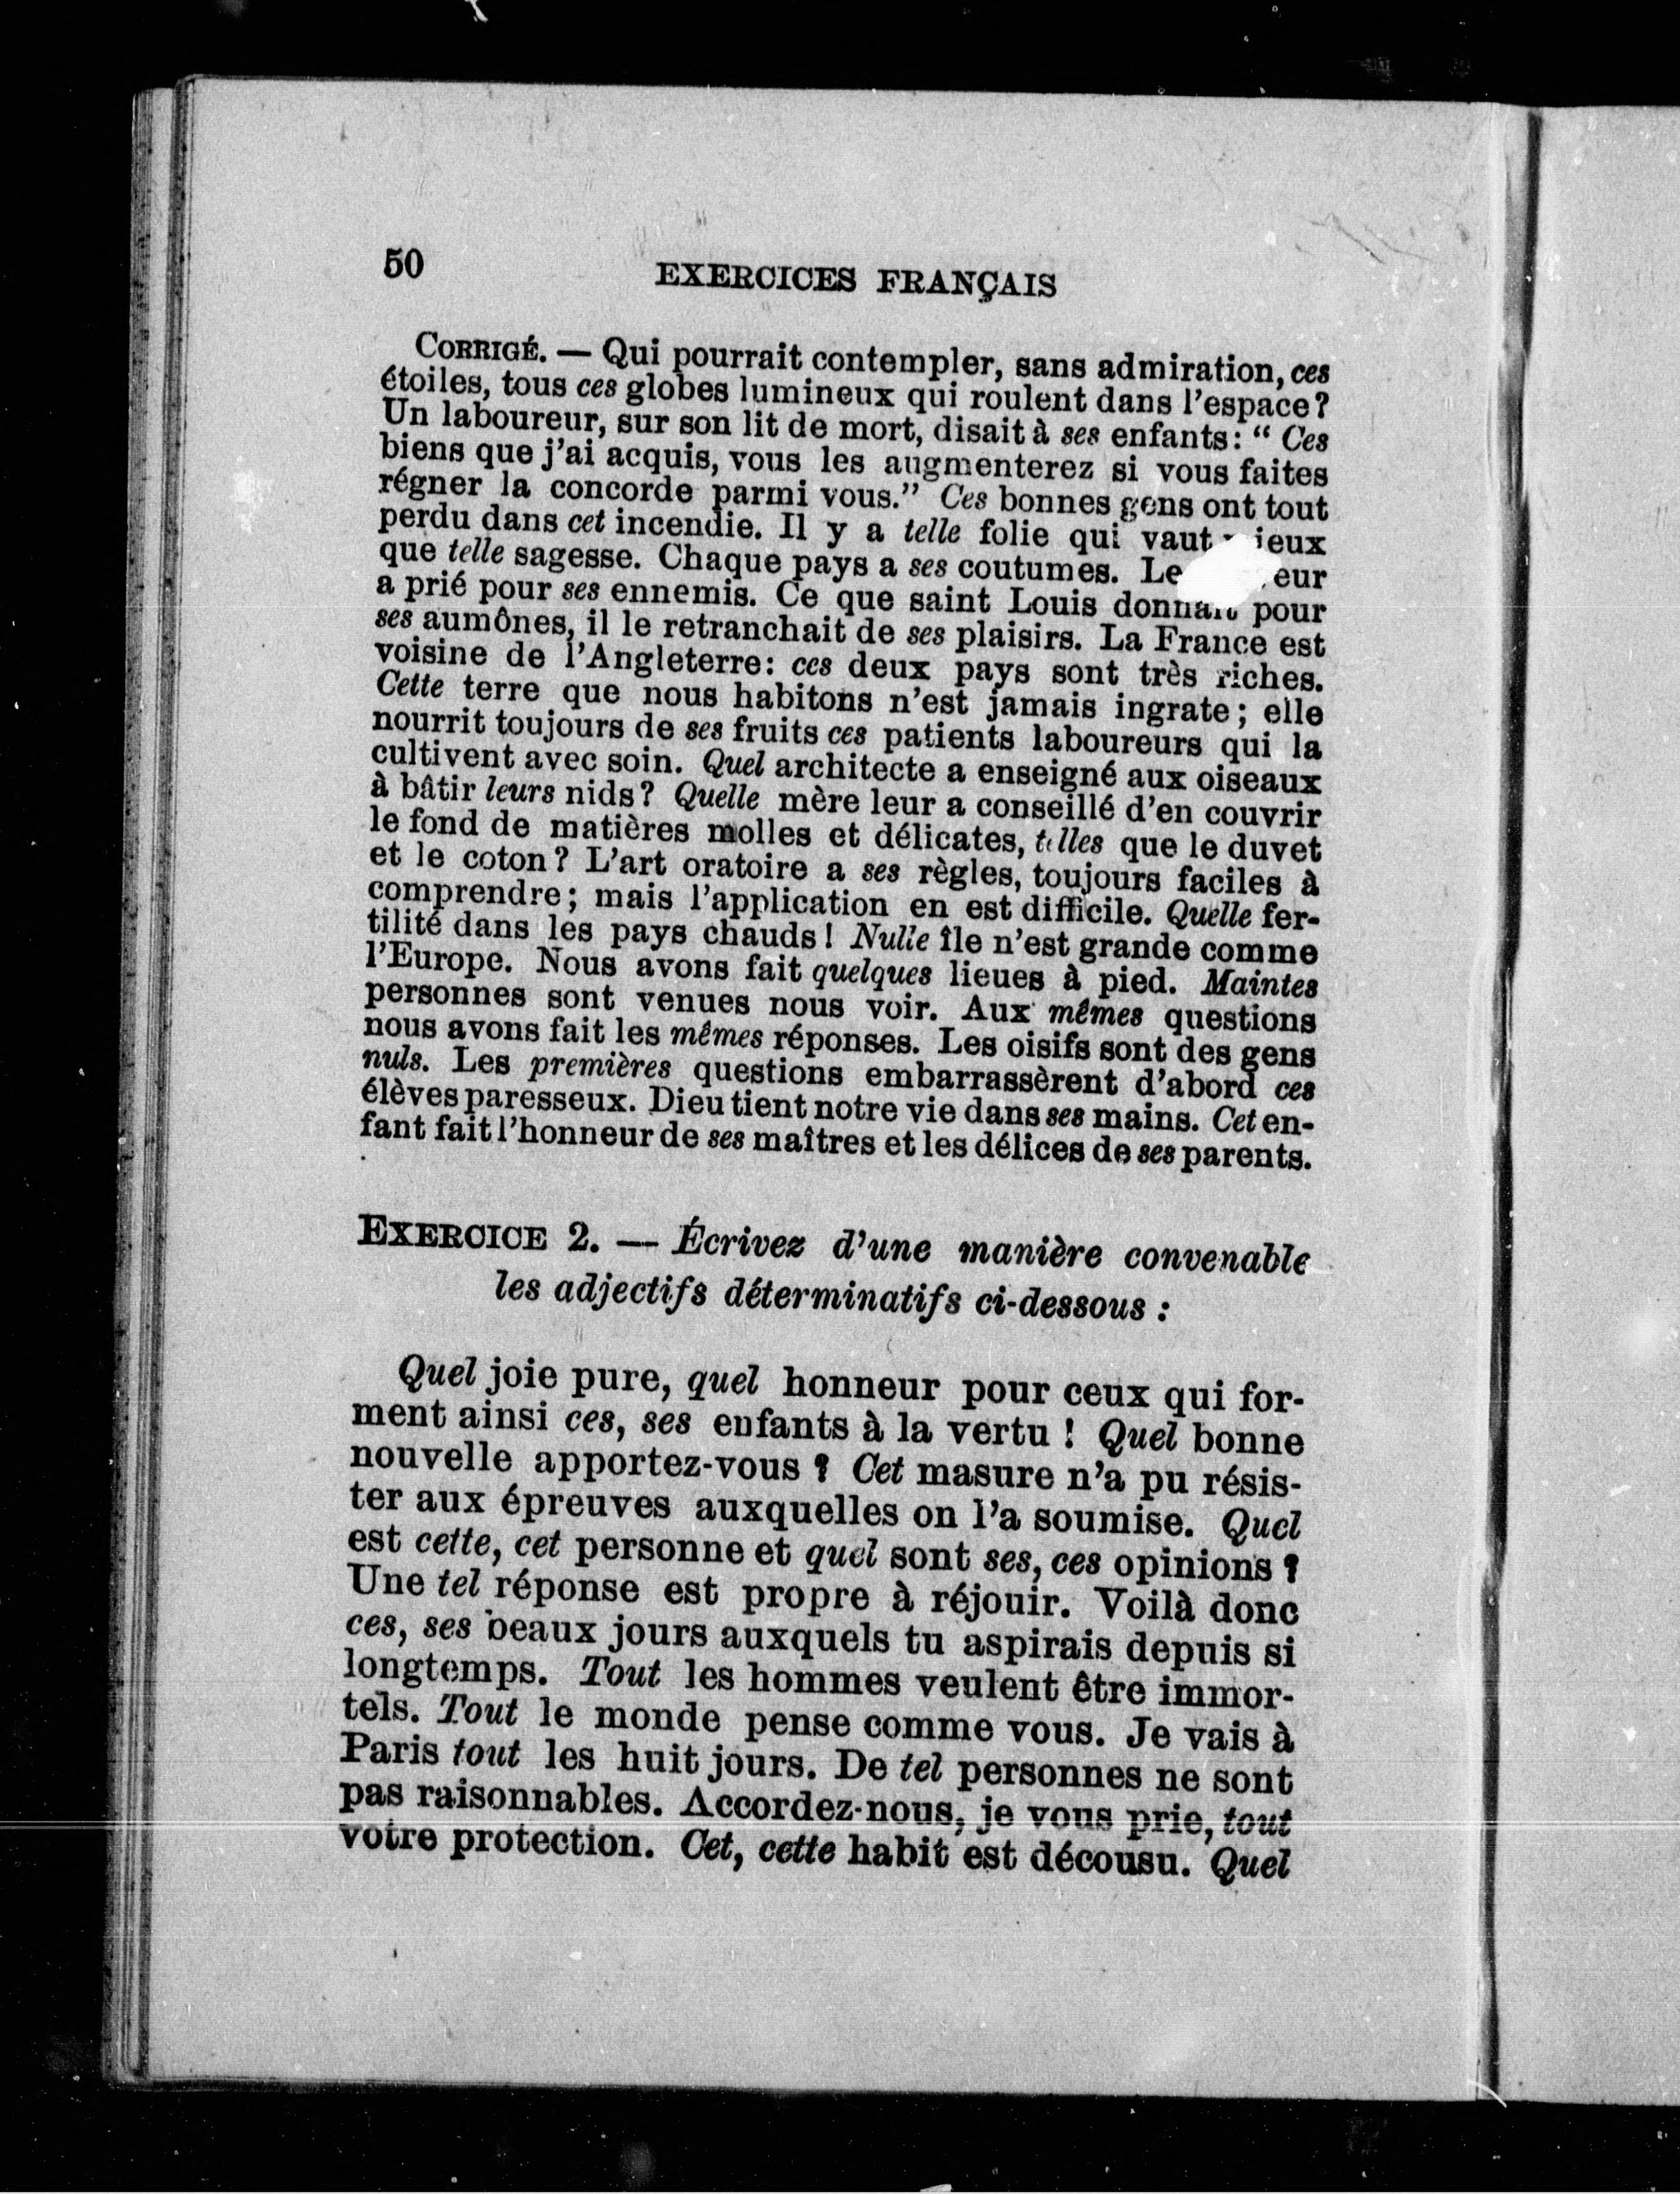 50
EXERCICES FRANÇAIS
CORRIGÉ. — Qui pourrait contempler, sans admiration, ces
étoiles, tous ces globes lumineux qui roulent dans l'espace?
Un laboureur, sur son lit de mort, disait à ses enfants: " Ces
biens que j'ai acquis, vous les augmenterez si vous faites
régner la concorde parmi vous." Ces bonnes gens ont tout
perdu dans cet incendie. Il y a telle folie qui vaut
que telle sagesse. Chaque pays a ses coutumes. Le
a prié pour ses ennemis. Ce que saint Louis donnait pour
ses aumônes, il le retranchait de ses plaisirs. La France est
voisine de l'Angleterre: ces deux pays sont très riches.
Cette terre que nous habitons n'est jamais ingrate; elle
nourrit toujours de ses fruits ces patients laboureurs qui la
cultivent avec soin. Quel architecte a enseigné aux oiseaux
à bâtir leurs nids? Quelle mère leur a conseillé d'en couvrir
le fond de matières molles et délicates, telles que le duvet
et le coton? L'art oratoire a ses règles, toujours faciles à
comprendre; mais l'application en est difficile. Quelle fer-
tilité dans les pays chauds! Nulle île n'est grande comme
l'Europe. Nous avons fait quelques lieues à pied. Maintes
personnes sont venues nous voir. Aux mêmes questions
nous avons fait les mêmes réponses. Les oisifs sont des gens
nuls. Les premières questions embarrassèrent d'abord ces
élèves paresseux. Dieu tient notre vie dans ses mains. Cet en-
fant fait l'honneur de ses maîtres et les délices de ses parents.
EXERCICE 2. — Écrivez d'une manière convenable
les adjectifs déterminatifs ci-dessous :
Quel joie pure, quel honneur pour ceux qui for-
ment ainsi ces, ses enfants à la vertu ! Quel bonne
nouvelle apportez-vous ? Cet masure n'a pu résis-
ter aux épreuves auxquelles on l'a soumise. Quel
est cette, cet personne et quel sont ses, ces opinions ?
Une tel réponse est propre à réjouir. Voilà donc
ces, ses beaux jours auxquels tu aspirais depuis si
longtemps. Tout les hommes veulent être immor-
tels. Tout le monde pense comme vous. Je vais à
Paris tout les huit jours. De tel personnes ne sont
pas raisonnables. Accordez-nous, je vous prie, tout
votre protection. Cet, cette habit est décousu. Quel